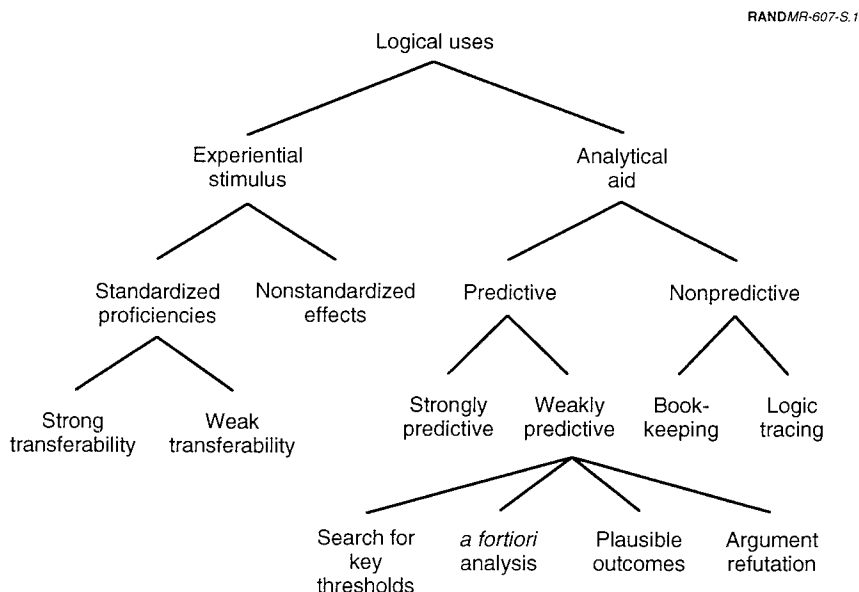 RANDMR-607-S.1
Logical uses
Experiential
stimulus
Analytical
aid
Standardized
proficiencies
Nonstandardized
effects
Predictive
Nonpredictive
Strong
transferability
Weak
transferability
Strongly
predictive
Weakly
predictive
Book-
keeping
Logic
tracing
Search for
key
thresholds
a fortiori
analysis
Plausible
outcomes
Argument
refutation